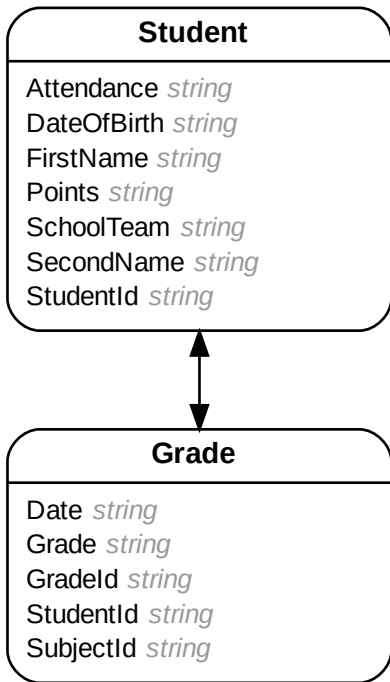 Student
Attendance string
DateOfBirth string
FirstName string
Points string
SchoolTeam string
SecondName string
StudentId string
Grade
Date string
Grade string
GradeId string
StudentId string
SubjectId string